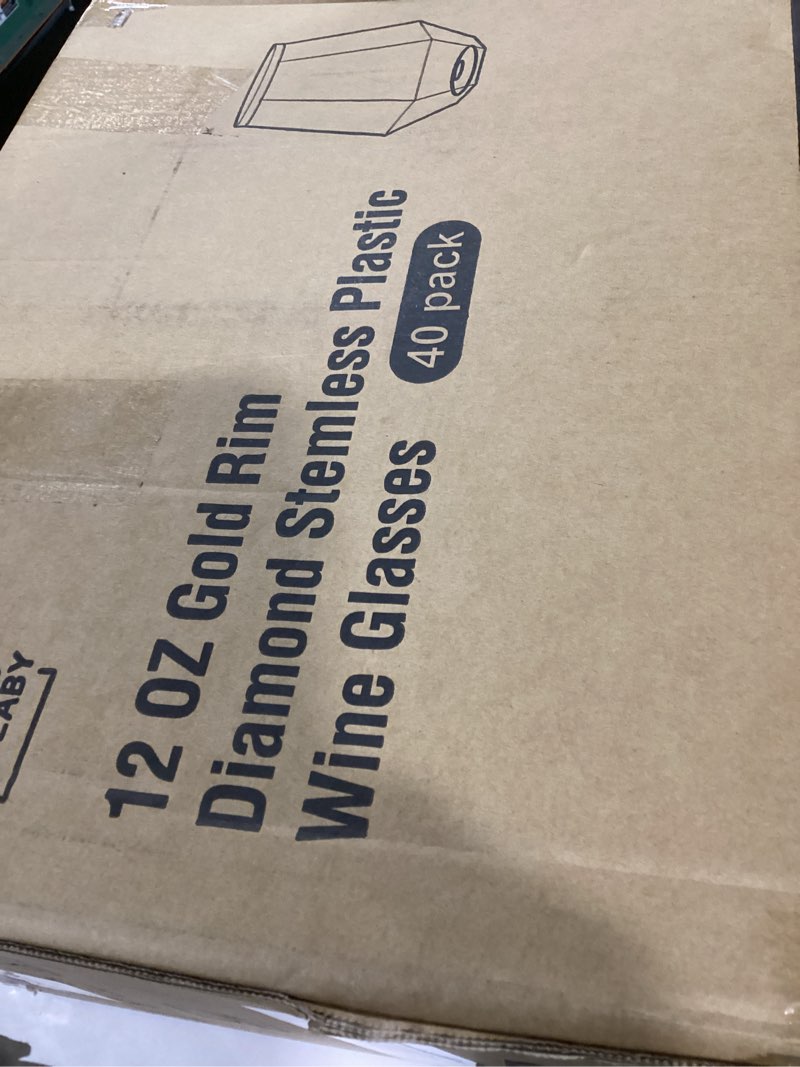 12 OZ Gold Rim
Diamond Stemless Plastic
Wine Glasses 40 pack